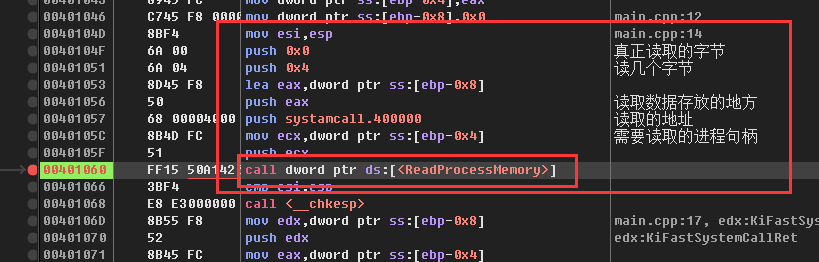 mov dword ptr ss:[ebp-0x4],eax
00401046 C745 F8 0000 mov dword ptr ss:[ebp-0x8],0x0 main.cpp:12
0040104D 8BF4 mov esi,esp main.cpp:14
0040104F 6A 00 push 0x0 真正读取的字节
00401051 6A 04 push 0x4 读几个字节
00401053 8D45 F8 lea eax,dword ptr ss:[ebp-0x8]
00401056 50 push eax 读取数据存放的地方
00401057 68 00004000 push systamcall.400000 读取的地址
0040105C 8B4D FC mov ecx,dword ptr ss:[ebp-0x4] 需要读取的进程句柄
0040105F 51 push ecx
00401060 FF15 50A142 call dword ptr ds:[<ReadProcessMemory>]
00401066 3BF4 cmp esi,esp
00401068 E8 E3000000 call <__chkesp>
0040106D 8B55 F8 mov edx,dword ptr ss:[ebp-0x8] main.cpp:17, edx:KiFastSys
00401070 52 push edx edx:KiFastSystemCallRet
00401071 8B45 FC mov eax,dword ptr ss:[ebp-0x4]